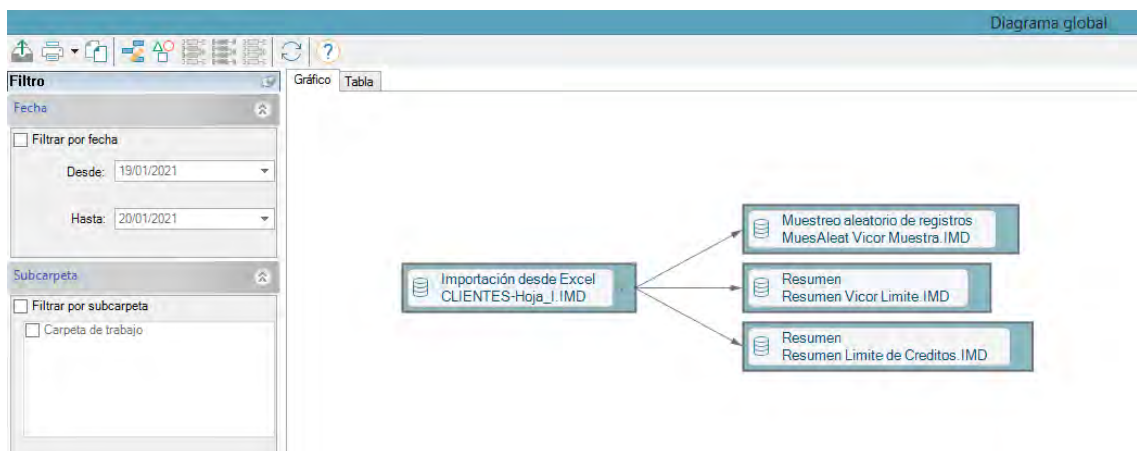 Diagrama global
Filtro
Gráfico Tabla
Fecha
Filtrar por fecha
Desde: 19/01/2021
Hasta: 20/01/2021
Subcarpeta
Filtrar por subcarpeta
Carpeta de trabajo
Importación desde Excel
CLIENTES-Hoja_I.IMD
Muestreo aleatorio de registros
MuesAleat Vicor Muestra.IMD
Resumen
Resumen Vicor Limite.IMD
Resumen
Resumen Limite de Creditos.IMD